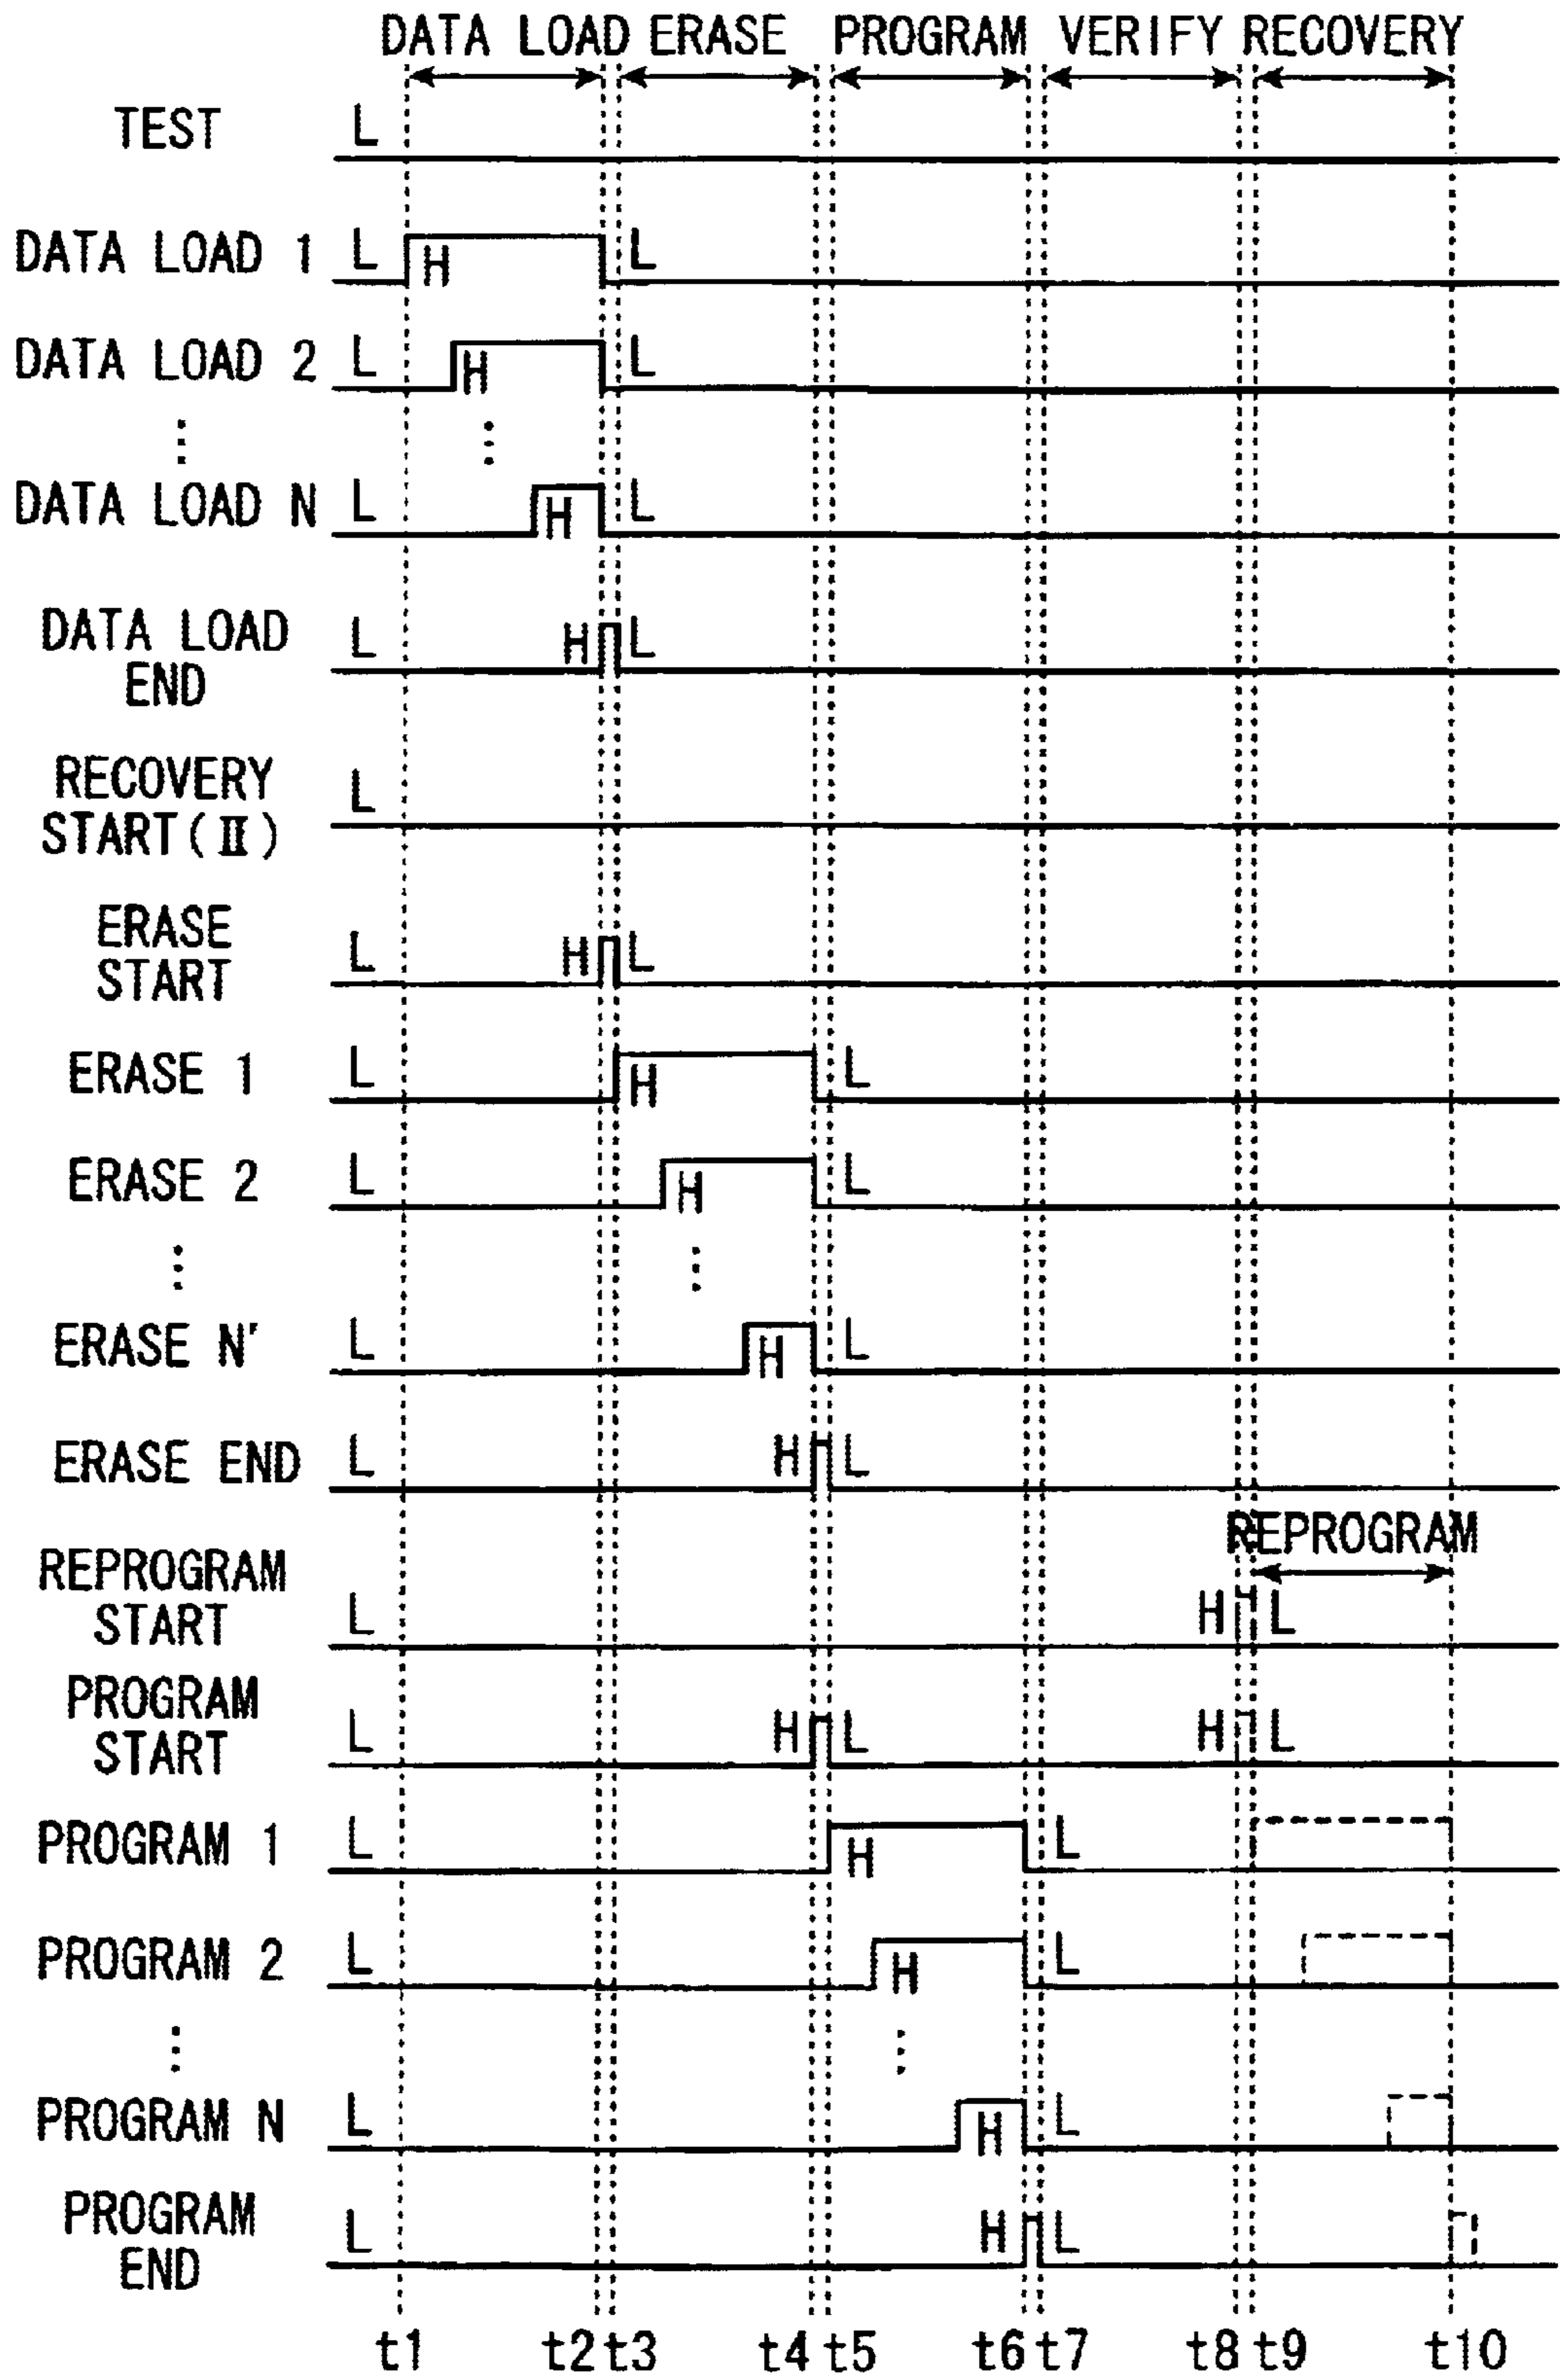 DATA LOAD ERASE PROGRAM VERIFY RECOVERY
TEST L
DATA LOAD 1 L H L
DATA LOAD 2 L H L
DATA LOAD N L H L
DATA LOAD
END
L H L
RECOVERY
START(II)
L
ERASE
START
L H L
ERASE 1 L H L
ERASE 2 L H L
ERASE N' L H L
ERASE END L H L
REPROGRAM
REPROGRAM
START
L H L
PROGRAM
START
L H L H L
PROGRAM 1 L H L
PROGRAM 2 L H L
PROGRAM N L H L
PROGRAM
END
L H L
t1 t2 t3 t4 t5 t6 t7 t8 t9 t10